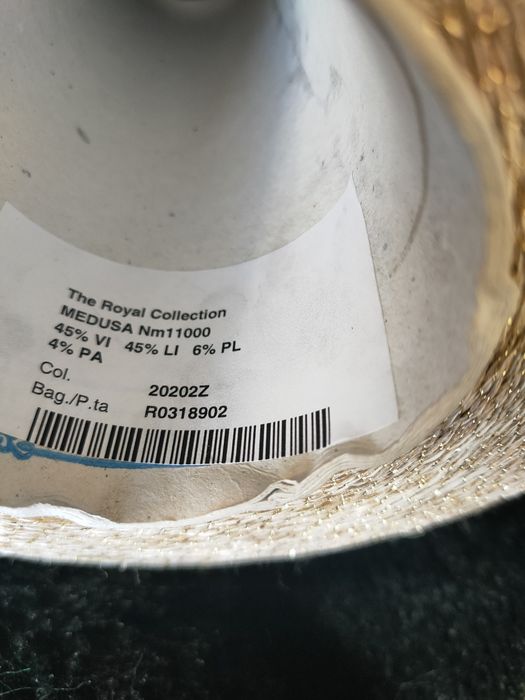 The Royal Collection
MEDUSA Nm11000
45% VI 45% LI 6% PL
4% PA
Col. 20202Z
Bag./P.ta R0318902